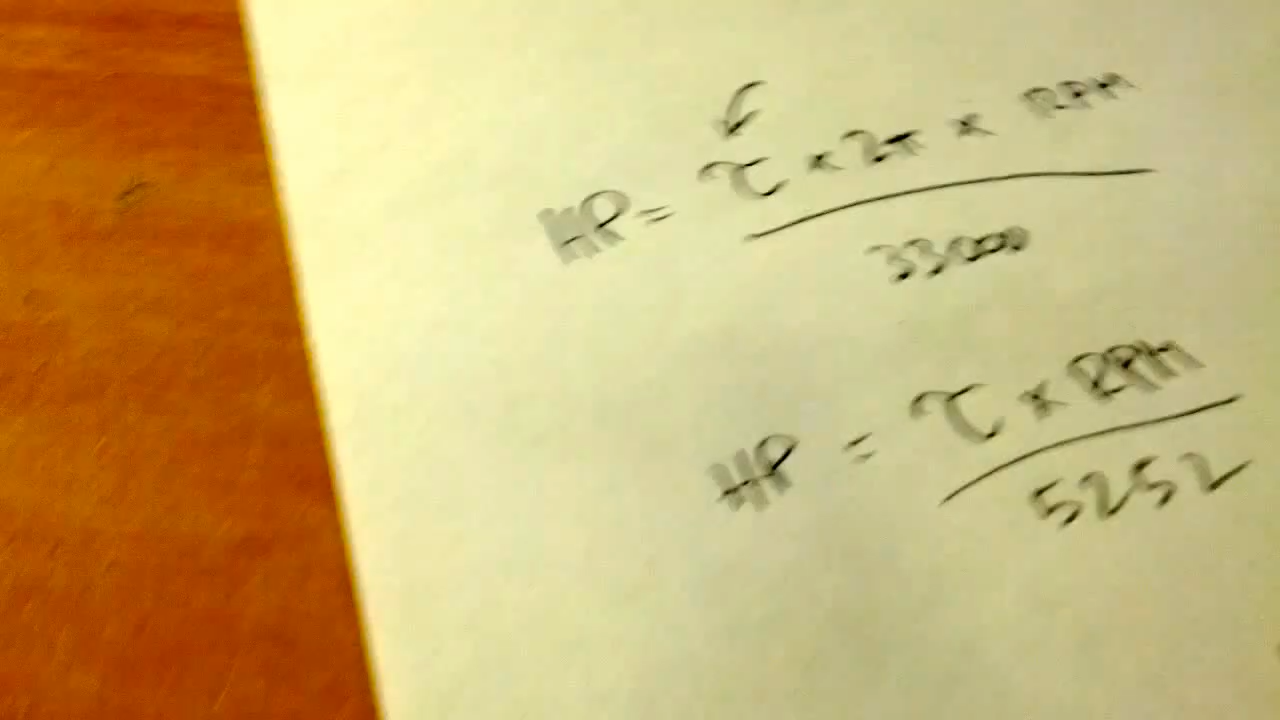 HP = τ × 2π × RPM
33000
HP = τ × RPM
5252